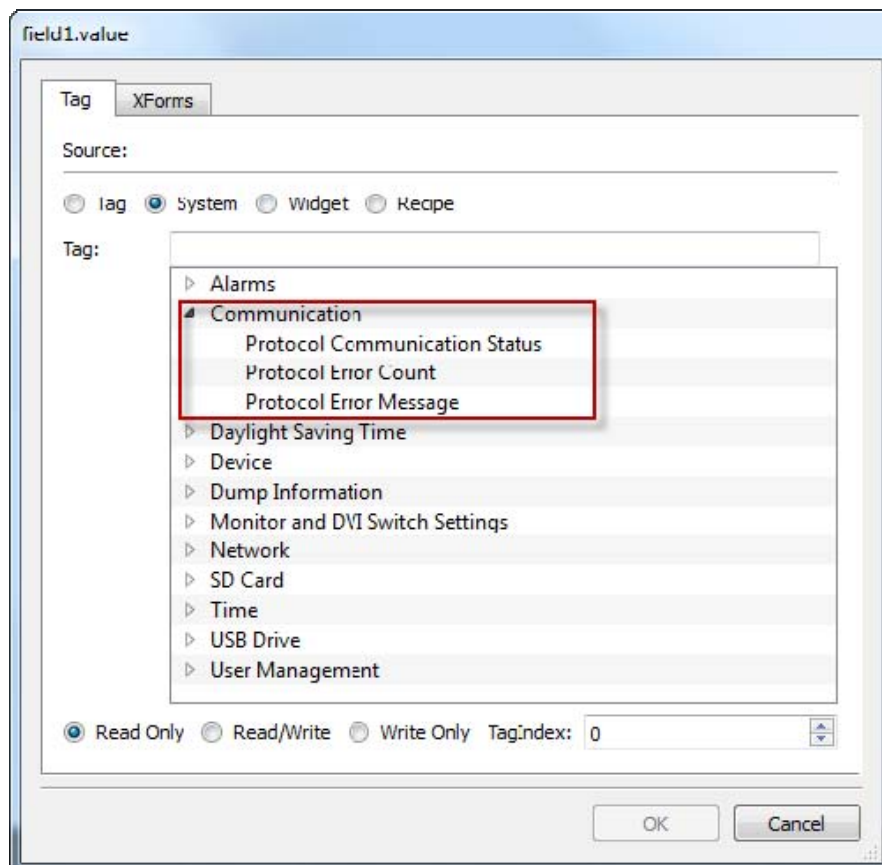 field1.value
Tag XForms
Source:
Tag System Widget Recipe
Tag:
Alarms
Communication
Protocol Communication Status
Protocol Error Count
Protocol Error Message
Daylight Saving Time
Device
Dump Information
Monitor and DVI Switch Settings
Network
SD Card
Time
USB Drive
User Management
Read Only Read/Write Write Only TagIndex: 0
OK Cancel